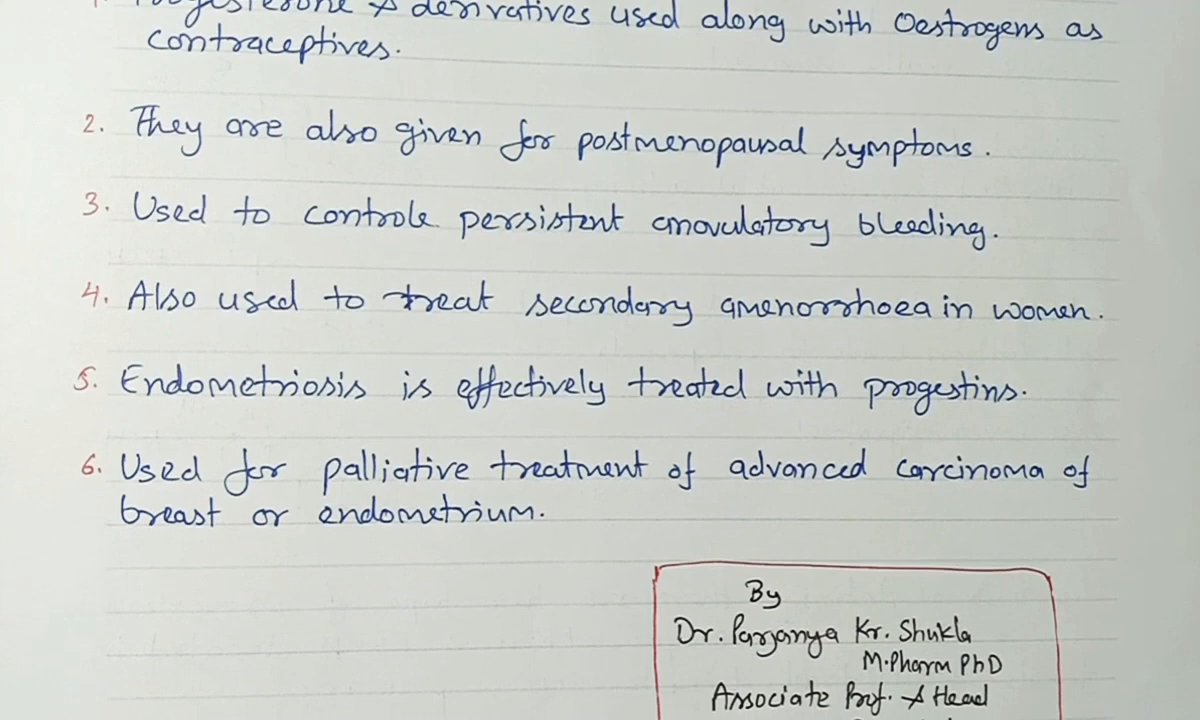 1. Progesterone & derivatives used along with Oestrogens as
contraceptives.
2. They are also given for postmenopausal symptoms.
3. Used to controle persistent anovulatory bleeding.
4. Also used to treat secondary amenorrhoea in women.
5. Endometriosis is effectively treated with progestins.
6. Used for palliative treatment of advanced carcinoma of
breast or endometrium.
By
Dr. Parjanya Kr. Shukla
M.Pharm PhD
Associate Prof. & Head